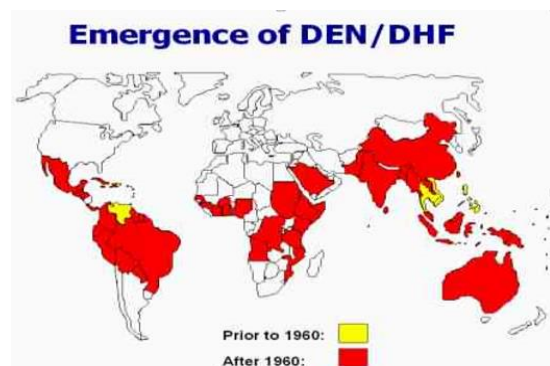 Emergence of DEN/DHF
Prior to 1960:
After 1960: